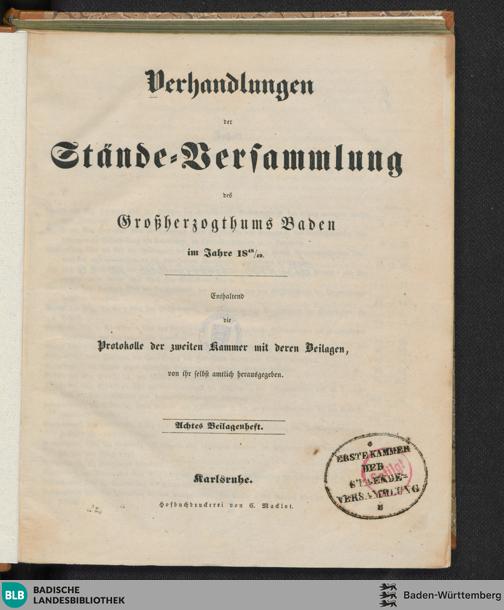 Verhandlungen
der
Stände-Versammlung
des
Großherzogthums Baden
im Jahre 18⁴⁸/₄₉.
Enthaltend
die
Protokolle der zweiten Kammer mit deren Beilagen,
von ihr selbst amtlich herausgegeben.
Achtes Beilagenheft.
Karlsruhe.
Hofbuchdruckerei von C. Macklot.
ERSTE KAMMER
DER
STAENDE-
VERSAMMLUNG
BLB BADISCHE
LANDESBIBLIOTHEK
Baden-Württemberg